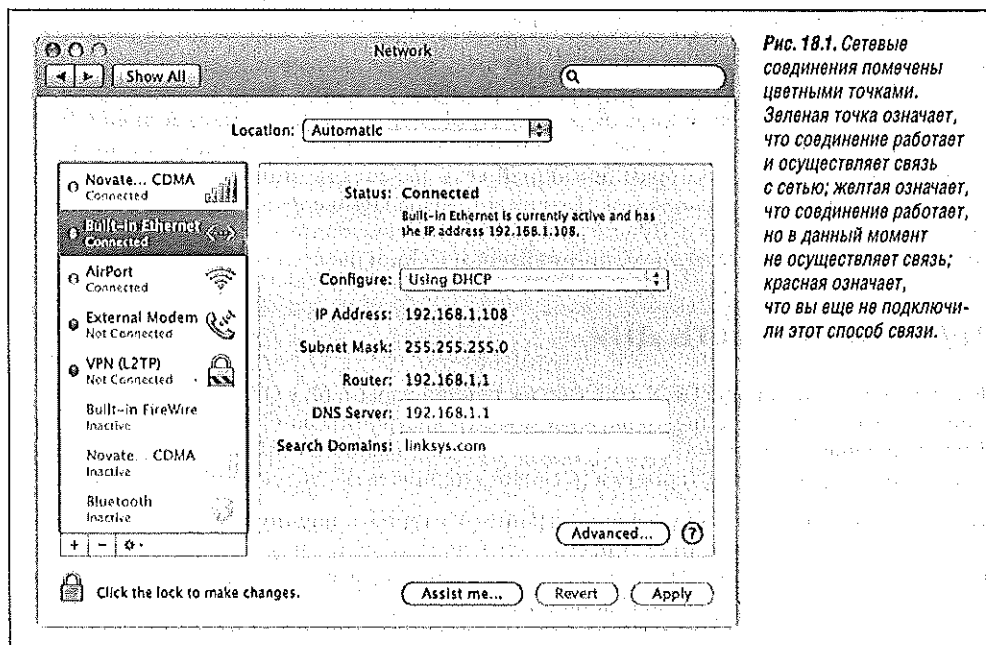 Network
Show All
Location: Automatic
Novate... CDMA
Connected
Built-in Ethernet
Connected
AirPort
Connected
External Modem
Not Connected
VPN (L2TP)
Not Connected
Built-in FireWire
Inactive
Novate... CDMA
Inactive
Bluetooth
Inactive
Status: Connected
Built-in Ethernet is currently active and has
the IP address 192.168.1.108.
Configure: Using DHCP
IP Address: 192.168.1.108
Subnet Mask: 255.255.255.0
Router: 192.168.1.1
DNS Server: 192.168.1.1
Search Domains: linksys.com
Advanced... ?
+ -
Click the lock to make changes.
Assist me... Revert Apply
Рис. 18.1. Сетевые
соединения помечены
цветными точками.
Зеленая точка означает,
что соединение работает
и осуществляет связь
с сетью; желтая означает,
что соединение работает,
но в данный момент
не осуществляет связь;
красная означает,
что вы еще не подключи-
ли этот способ связи.